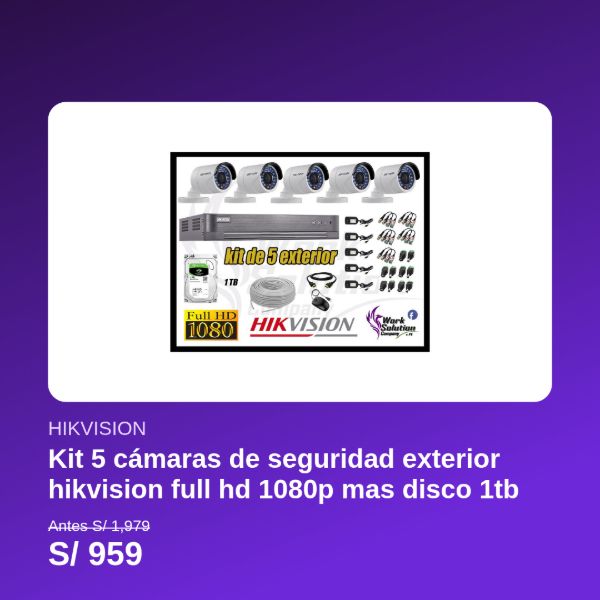 kit de 5 exterior
1TB
Full HD
1080
HIKVISION
Work
Solution
Company
HIKVISION
Kit 5 cámaras de seguridad exterior
hikvision full hd 1080p mas disco 1tb
Antes S/ 1,979
S/ 959